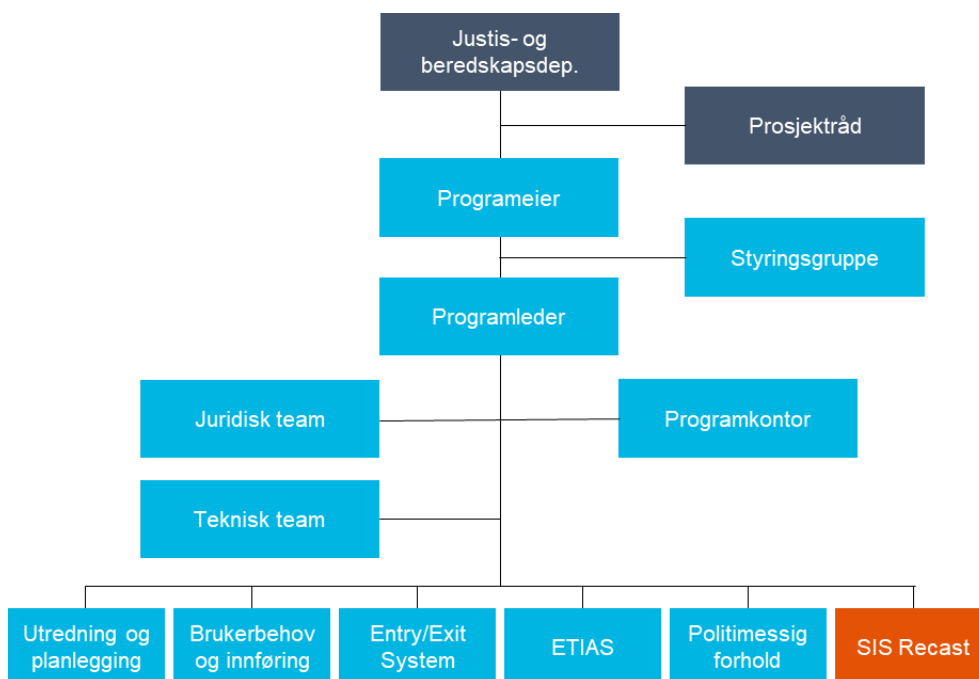 Justis- og
beredskapsdep.
Prosjektråd
Programeier
Styringsgruppe
Programleder
Juridisk team
Programkontor
Teknisk team
Utredning og
planlegging
Brukerbehov
og innføring
Entry/Exit
System
ETIAS
Politimessig
forhold
SIS Recast